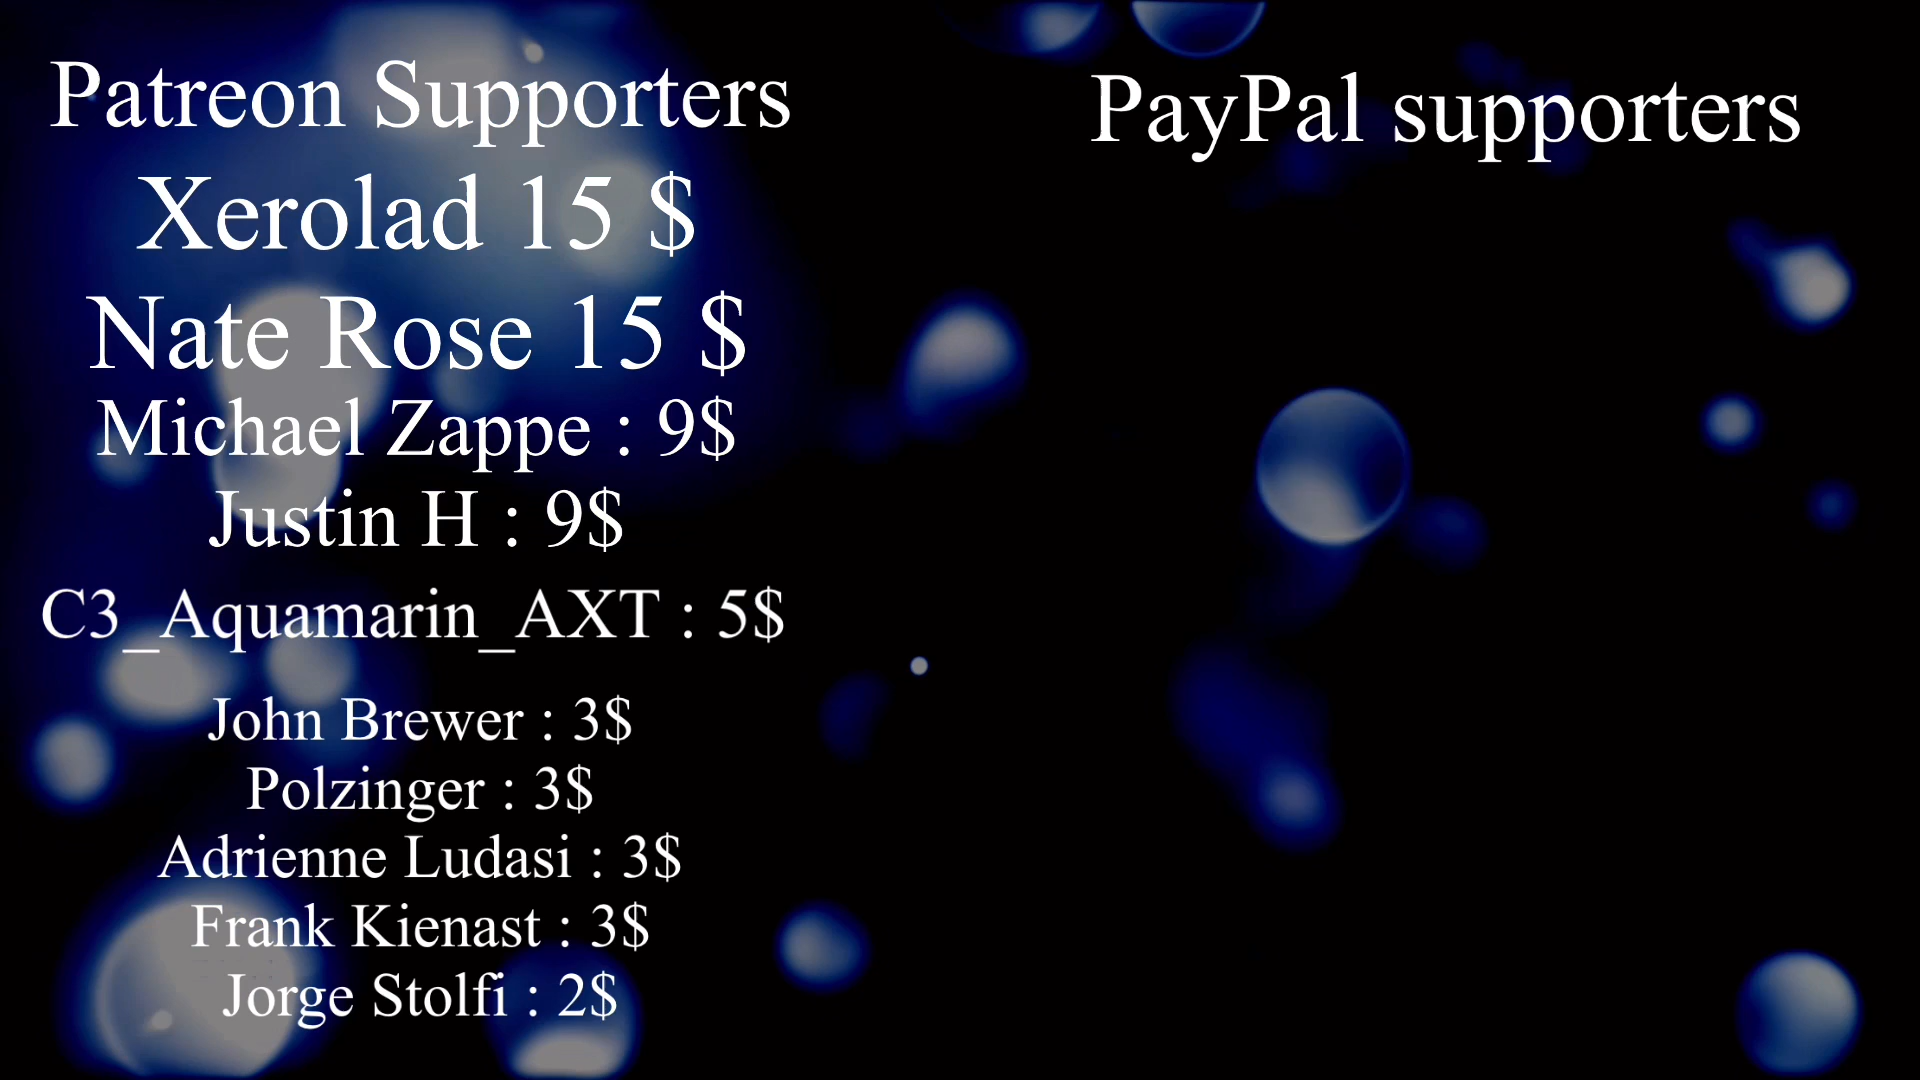 Patreon Supporters
Xerolad 15 $
Nate Rose 15 $
Michael Zappe : 9$
Justin H : 9$
C3_Aquamarin_AXT : 5$
John Brewer : 3$
Polzinger : 3$
Adrienne Ludasi : 3$
Frank Kienast : 3$
Jorge Stolfi : 2$
PayPal supporters